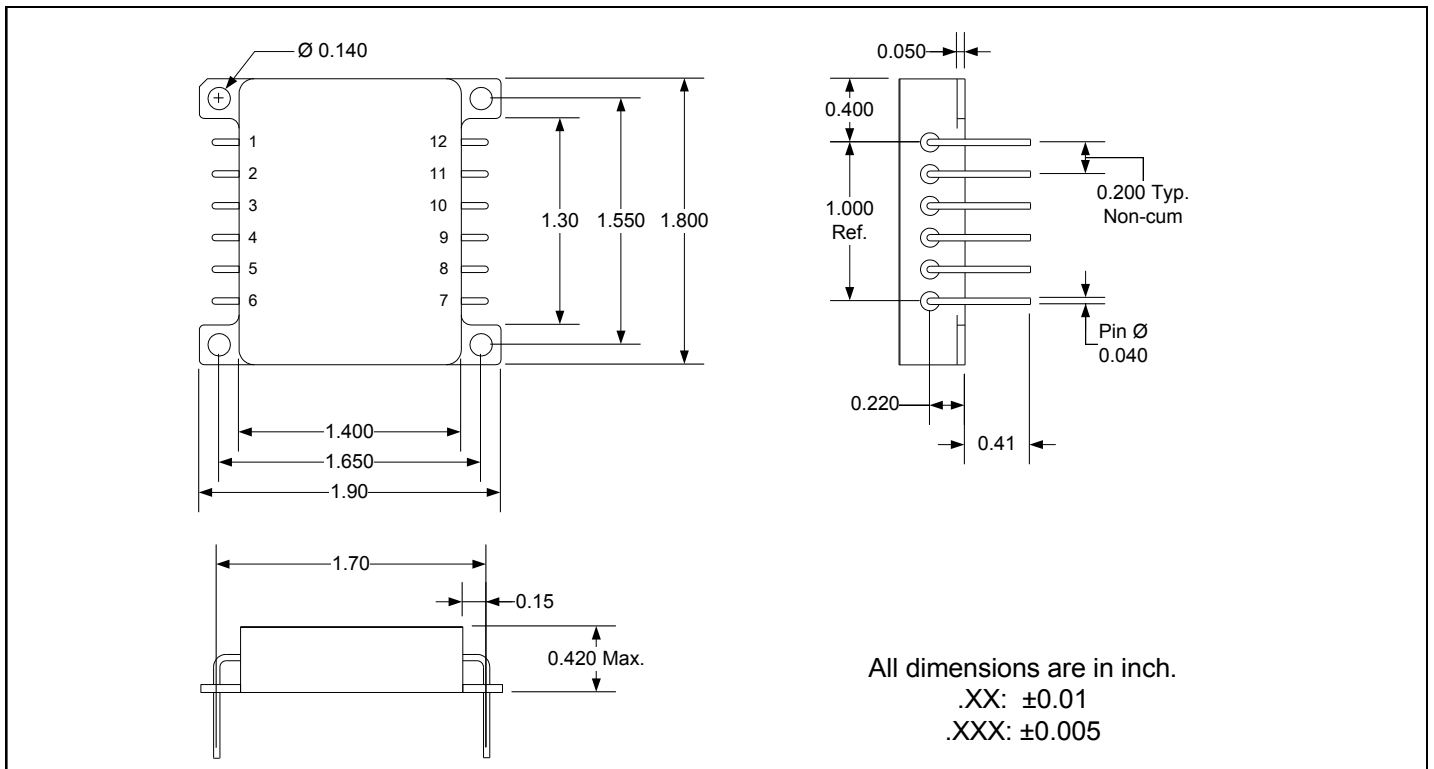 Ø 0.140
1
2
3
4
5
6
12
11
10
9
8
7
1.30
1.550
1.800
1.400
1.650
1.90
0.050
0.400
1.000
Ref.
0.200 Typ.
Non-cum
Pin Ø
0.040
0.220
0.41
1.70
0.15
0.420 Max.
All dimensions are in inch.
.XX: ±0.01
.XXX: ±0.005